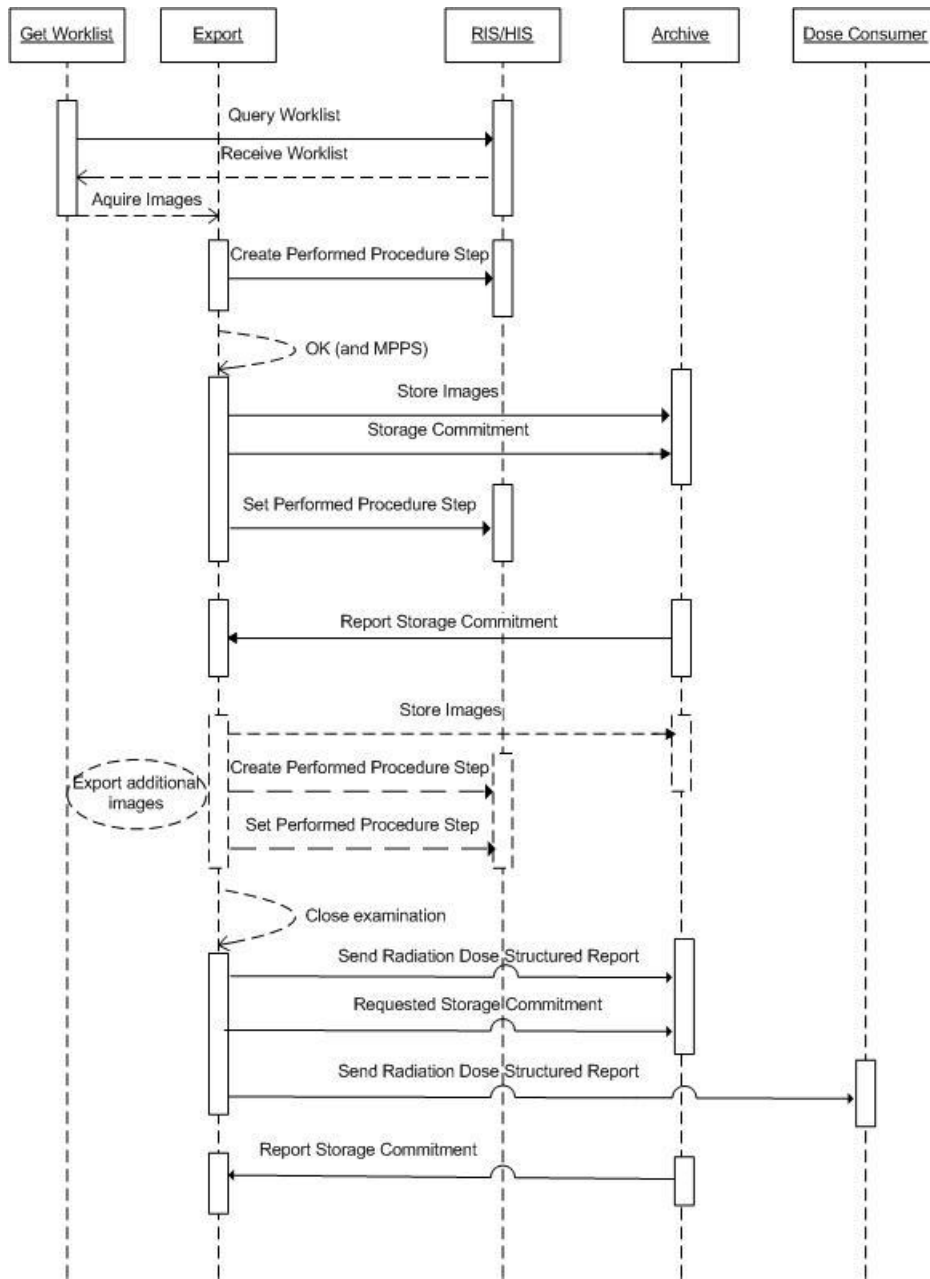 Get Worklist
Export
RIS/HIS
Archive
Dose Consumer
Query Worklist
Receive Worklist
Aquire Images
Create Performed Procedure Step
OK (and MPPS)
Store Images
Storage Commitment
Set Performed Procedure Step
Report Storage Commitment
Store Images
Create Performed Procedure Step
Export additional
images
Set Performed Procedure Step
Close examination
Send Radiation Dose Structured Report
Requested Storage Commitment
Send Radiation Dose Structured Report
Report Storage Commitment